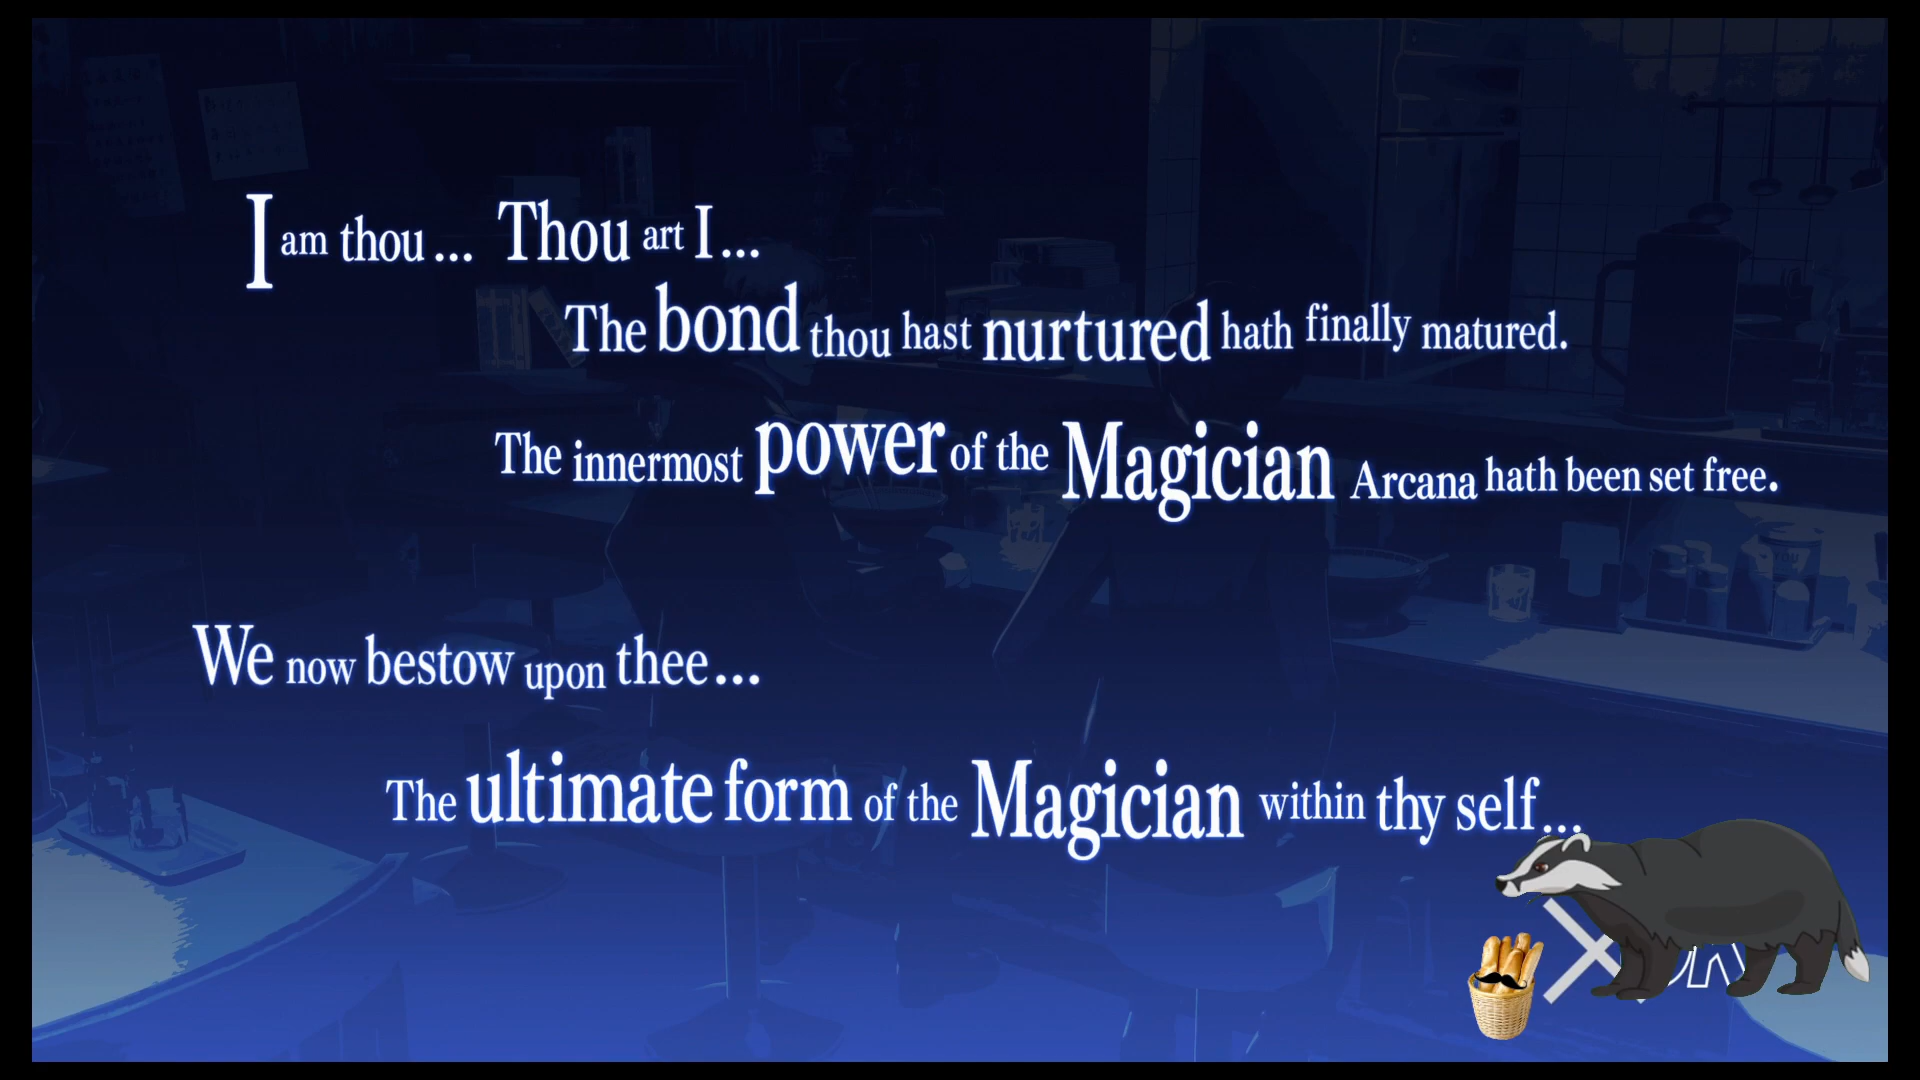 I am thou... Thou art I...
The bond thou hast nurtured hath finally matured.
The innermost power of the Magician Arcana hath been set free.
We now bestow upon thee...
The ultimate form of the Magician within thy self...